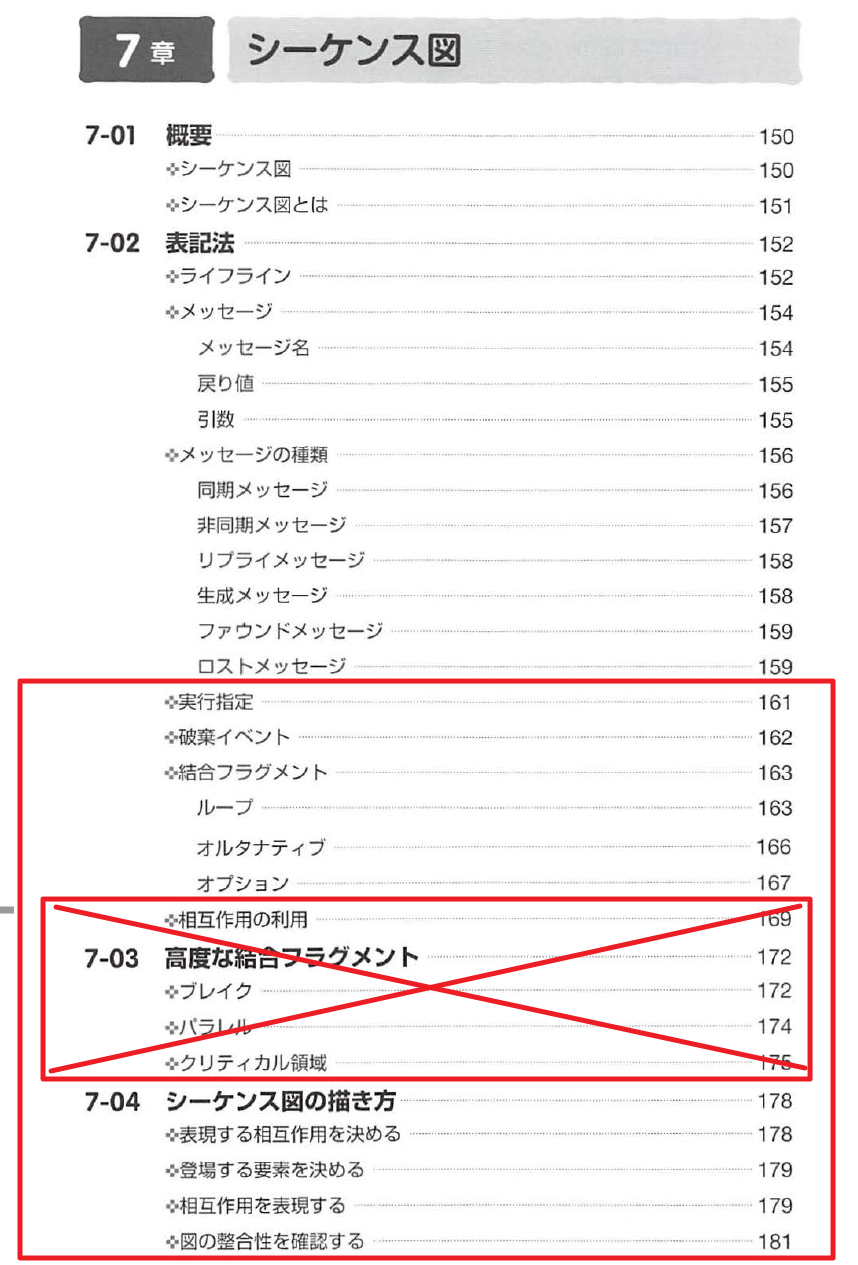 7章 シーケンス図
7-01 概要 150
シーケンス図 150
シーケンス図とは 151
7-02 表記法 152
ライフライン 152
メッセージ 154
メッセージ名 154
戻り値 155
引数 155
メッセージの種類 156
同期メッセージ 156
非同期メッセージ 157
リプライメッセージ 158
生成メッセージ 158
ファウンドメッセージ 159
ロストメッセージ 159
実行指定 161
破棄イベント 162
結合フラグメント 163
ループ 163
オルタナティブ 166
オプション 167
相互作用の利用 169
7-03 高度な結合フラグメント 172
ブレイク 172
パラレル 174
クリティカル領域 175
7-04 シーケンス図の描き方 178
表現する相互作用を決める 178
登場する要素を決める 179
相互作用を表現する 179
図の整合性を確認する 181